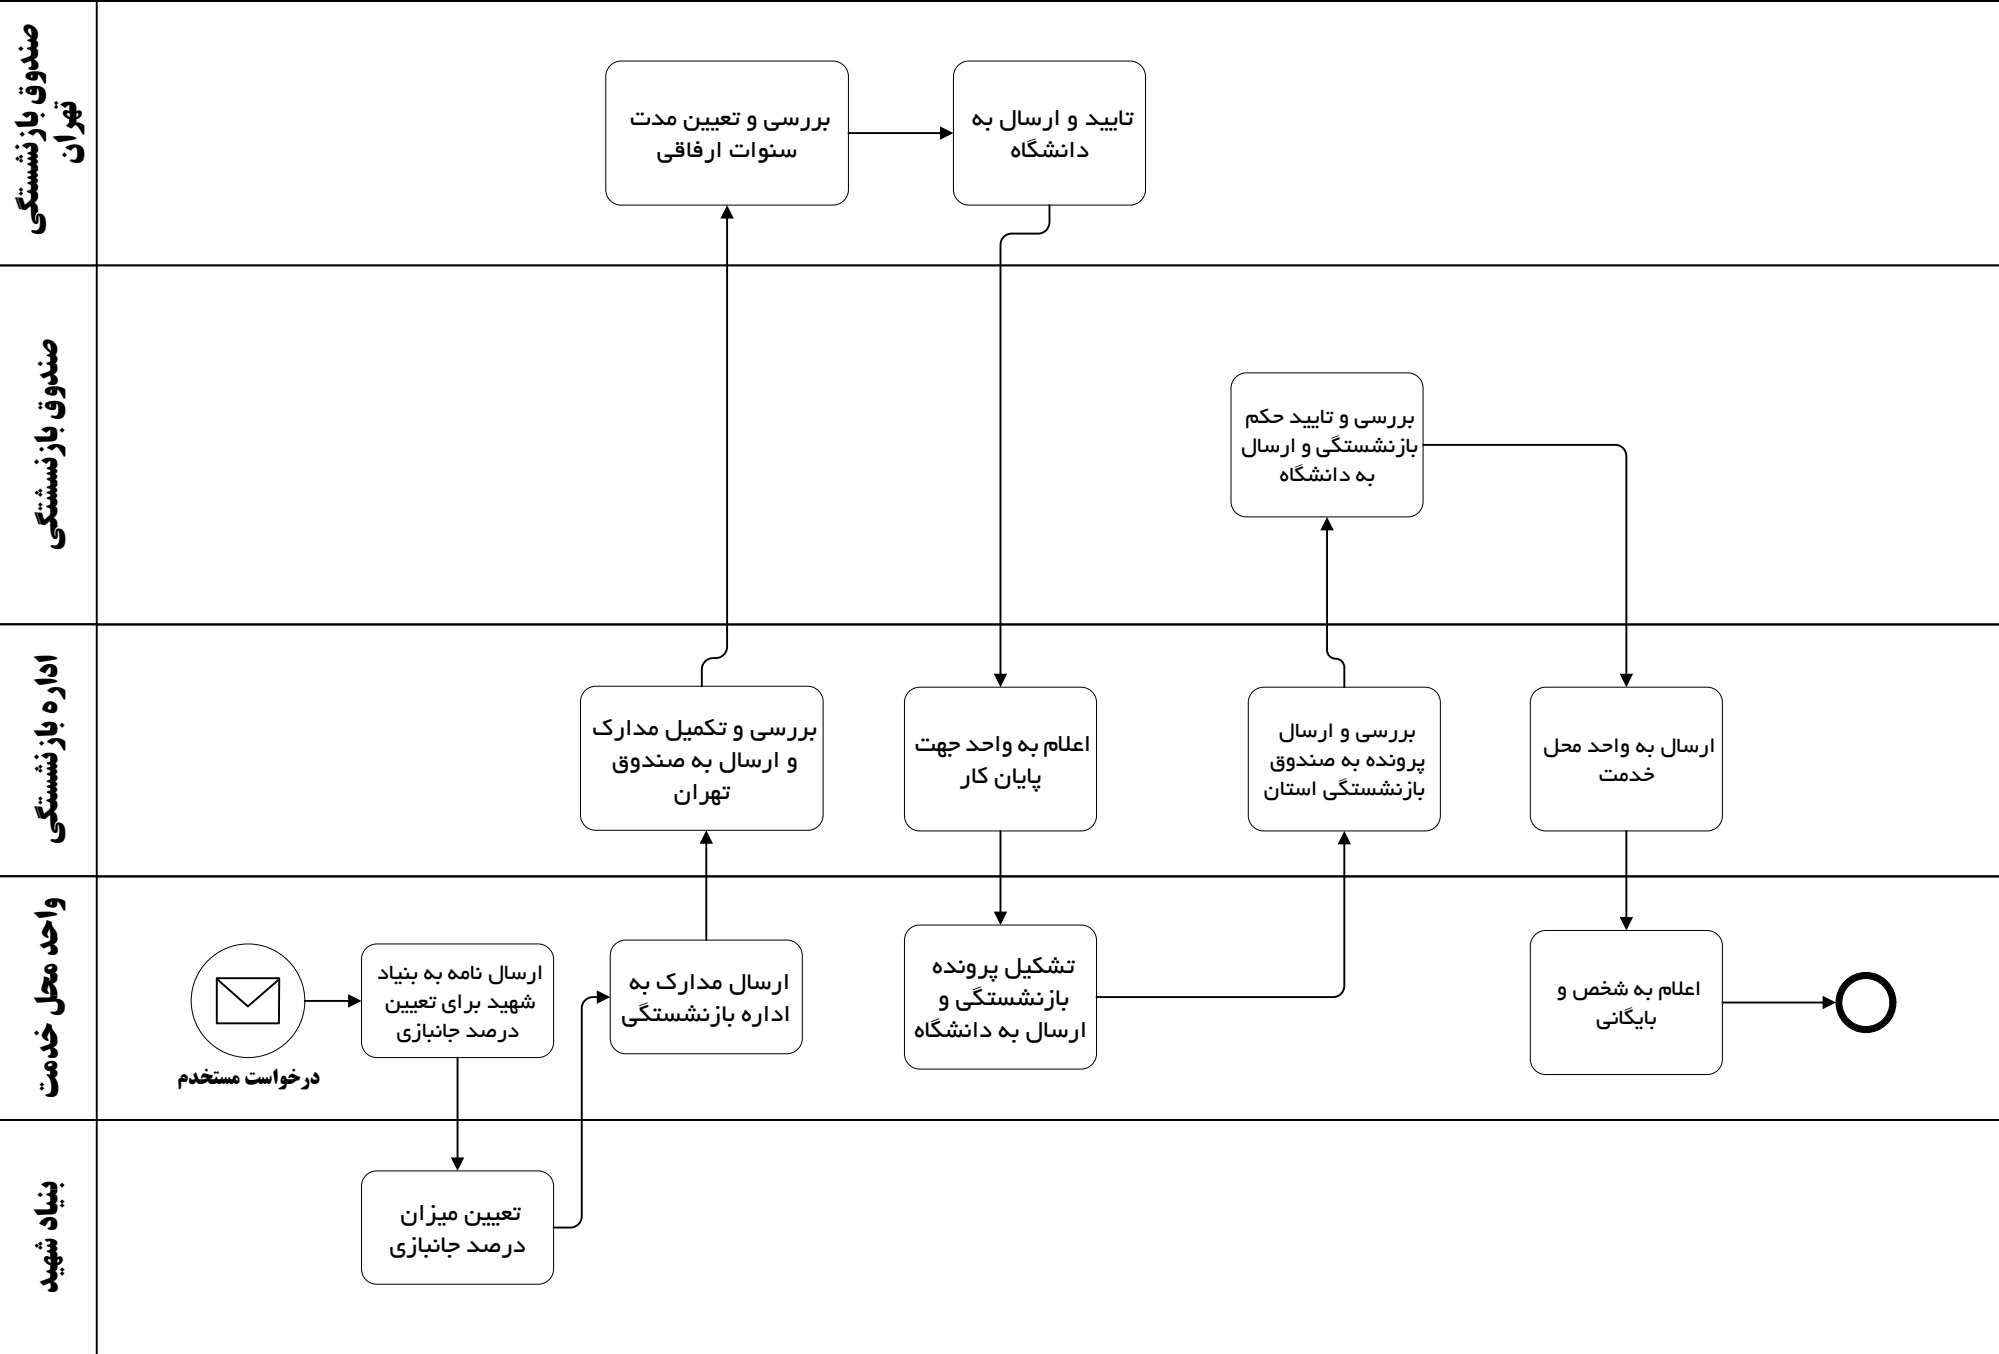 صندوق بازنشستگی
تهران
بررسی و تعیین مدت
سنوات ارفاقی
تایید و ارسال به
دانشگاه
صندوق بازنشستگی
بررسی و تایید حکم
بازنشستگی و ارسال
به دانشگاه
اداره بازنشستگی
بررسی و تکمیل مدارک
و ارسال به صندوق
تهران
اعلام به واحد جهت
پایان کار
بررسی و ارسال
پرونده به صندوق
بازنشستگی استان
ارسال به واحد محل
خدمت
واحد محل خدمت
درخواست مستخدم
ارسال نامه به بنیاد
شهید برای تعیین
درصد جانبازی
ارسال مدارک به
اداره بازنشستگی
تشکیل پرونده
بازنشستگی و
ارسال به دانشگاه
اعلام به شخص و
بایگانی
بنیاد شهید
تعیین میزان
درصد جانبازی